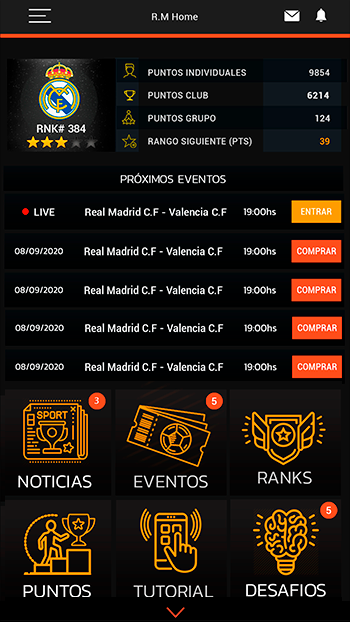 R.M Home
PUNTOS INDIVIDUALES 9854
PUNTOS CLUB 6214
PUNTOS GRUPO 124
RANGO SIGUIENTE (PTS) 39
RNK# 384
PRÓXIMOS EVENTOS
LIVE Real Madrid C.F - Valencia C.F 19:00hs ENTRAR
08/09/2020 Real Madrid C.F - Valencia C.F 19:00hs COMPRAR
08/09/2020 Real Madrid C.F - Valencia C.F 19:00hs COMPRAR
08/09/2020 Real Madrid C.F - Valencia C.F 19:00hs COMPRAR
08/09/2020 Real Madrid C.F - Valencia C.F 19:00hs COMPRAR
3 5
SPORT
NOTICIAS EVENTOS RANKS
5
PUNTOS TUTORIAL DESAFIOS